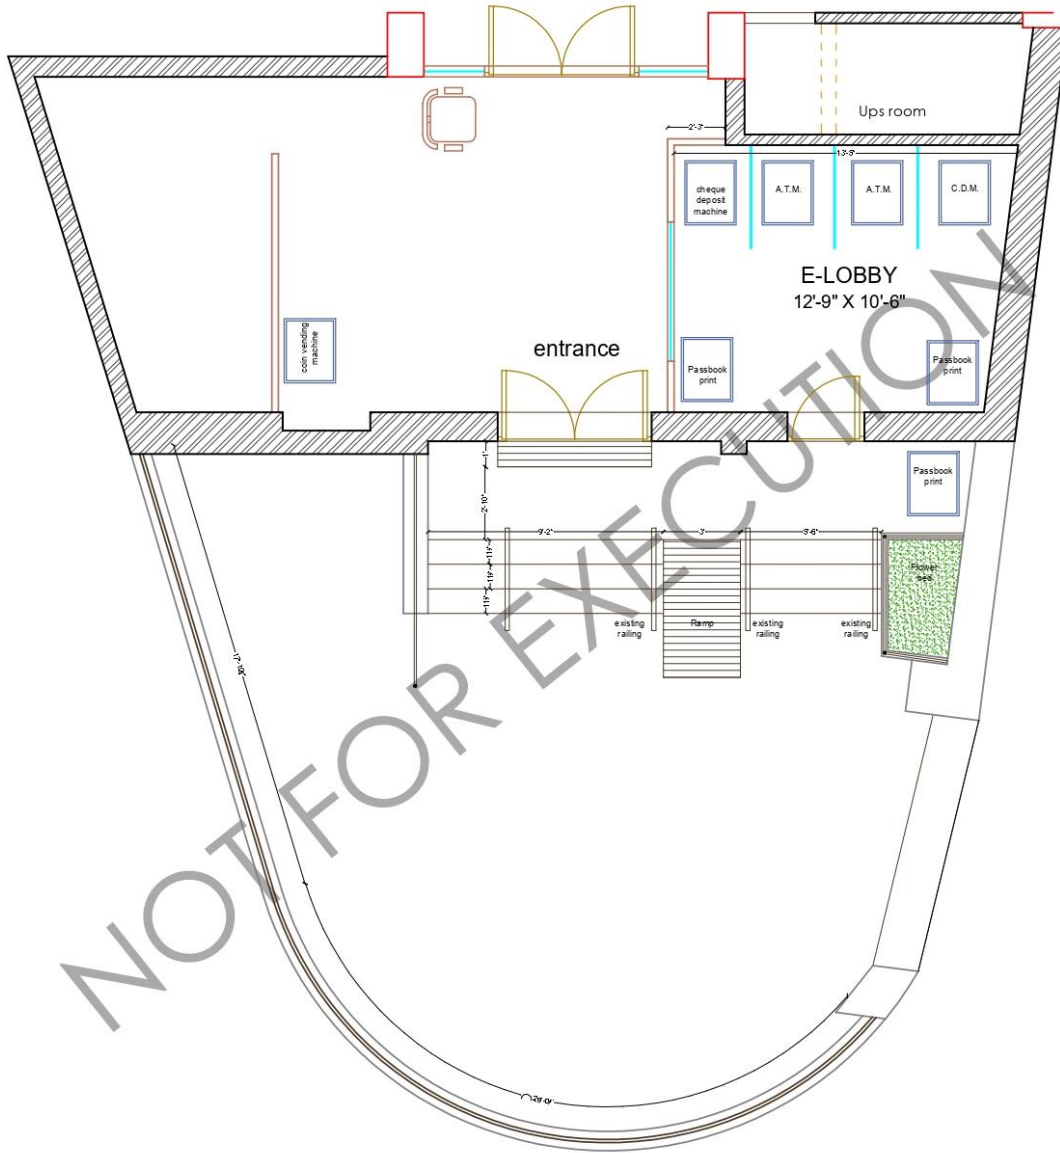 Ups room
2'-3"
13'-9"
cheque
deposit
machine
A.T.M.
A.T.M.
C.D.M.
E-LOBBY
12'-9" X 10'-6"
coin vending
machine
entrance
Passbook
print
Passbook
print
Passbook
print
1'
2'-10"
9'-2"
3'
Flower
bed
existing
railing
Ramp
existing
railing
existing
railing
NOT FOR EXECUTION